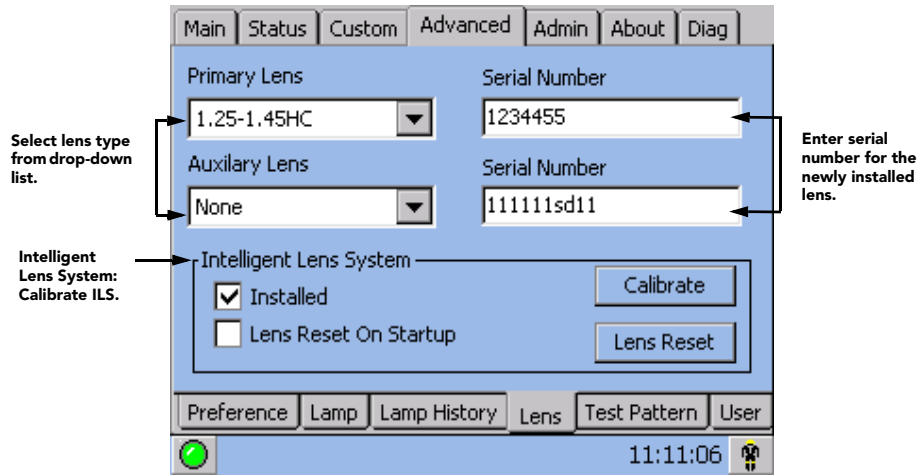 Main Status Custom Advanced Admin About Diag
Primary Lens
Serial Number
1.25-1.45HC
1234455
Select lens type
from drop-down
list.
Enter serial
number for the
newly installed
lens.
Auxilary Lens
Serial Number
None
111111sd11
Intelligent
Lens System:
Calibrate ILS.
Intelligent Lens System
Installed
Calibrate
Lens Reset On Startup
Lens Reset
Preference Lamp Lamp History Lens Test Pattern User
11:11:06